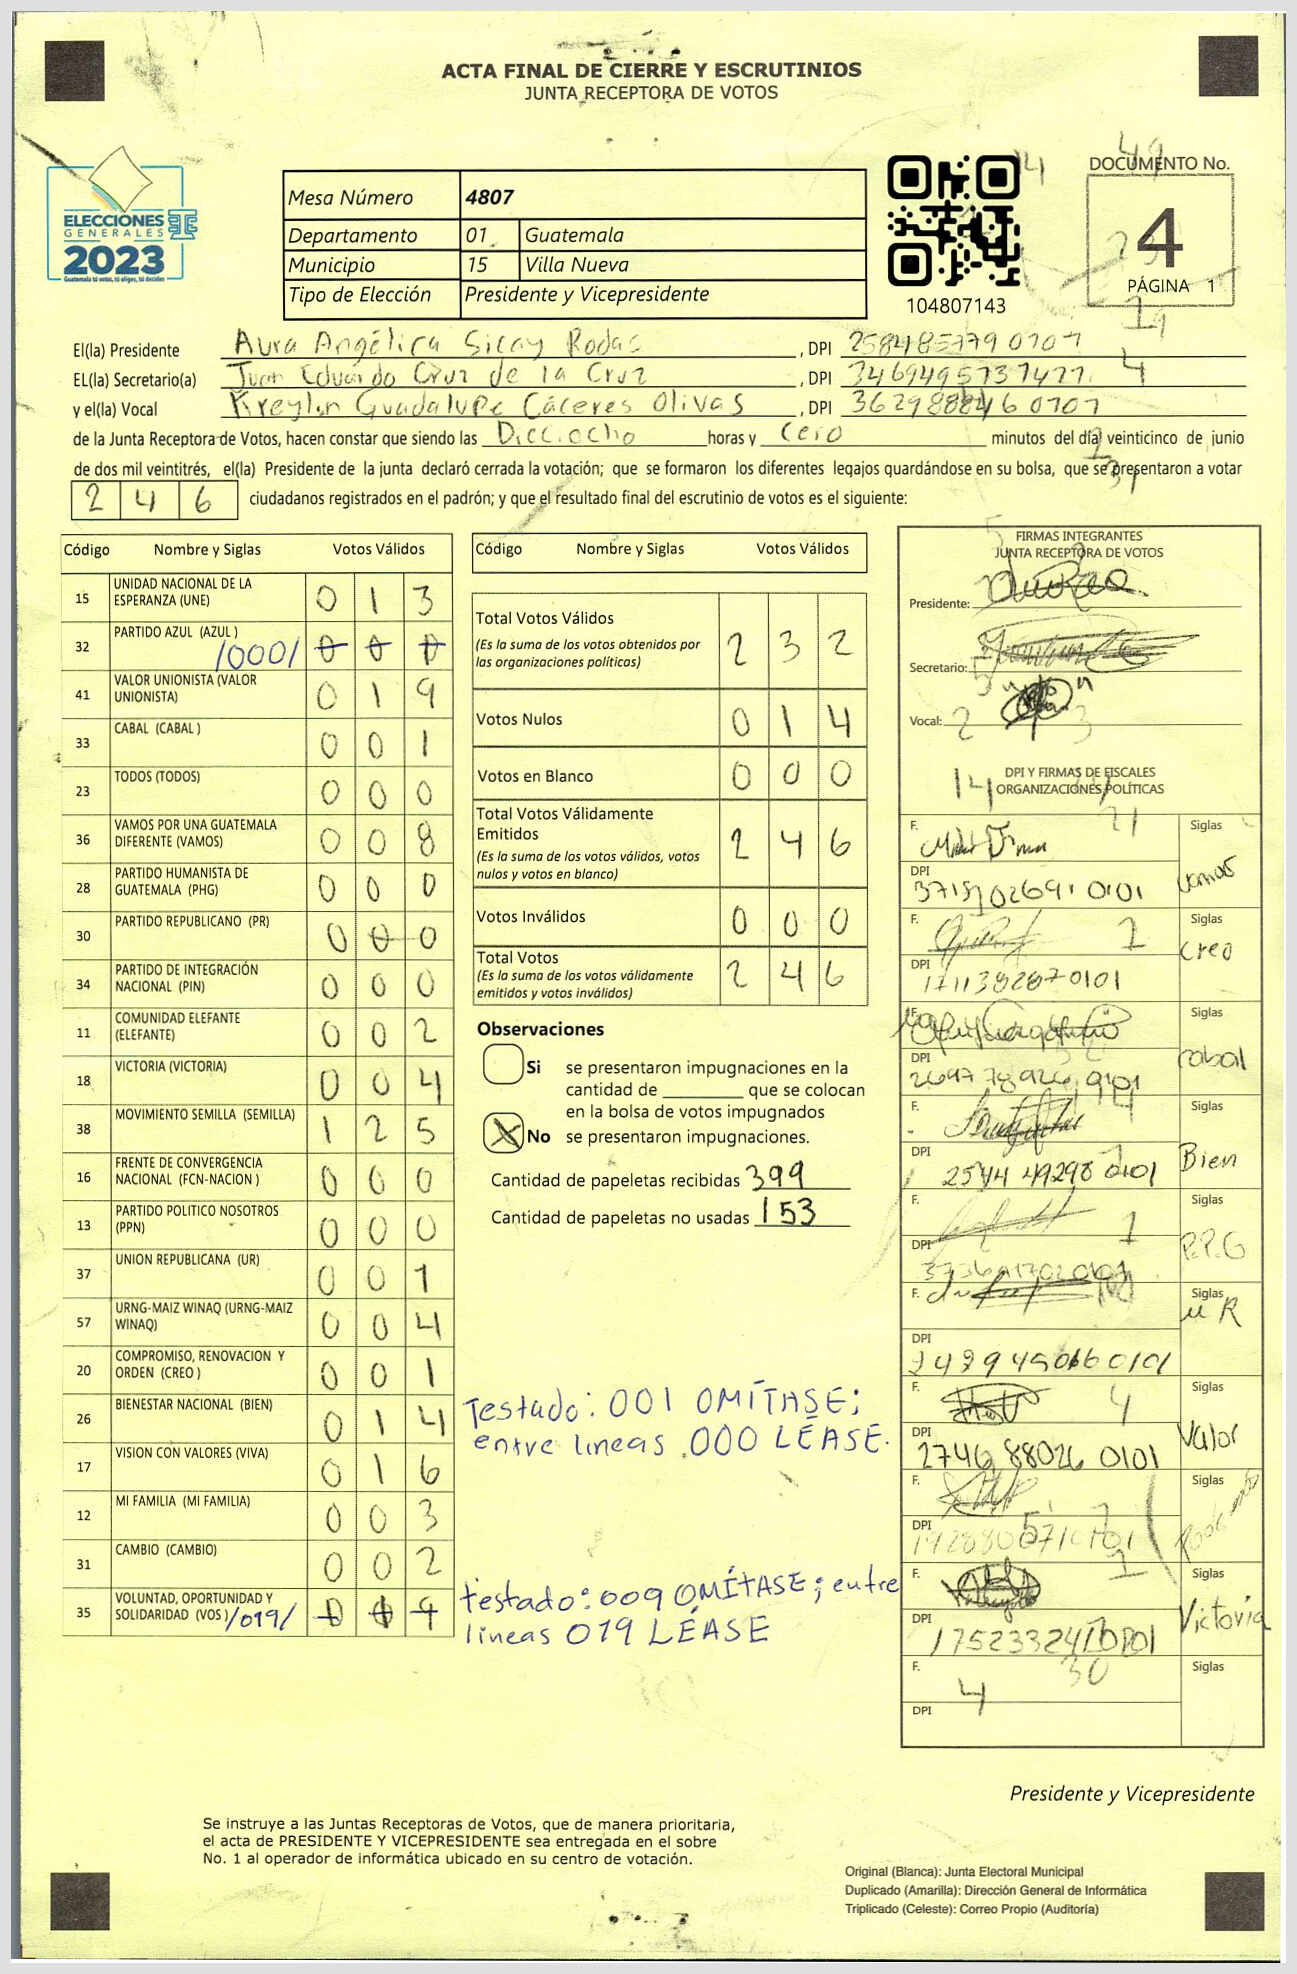 ACTA FINAL DE CIERRE Y ESCRUTINIOS
JUNTA RECEPTORA DE VOTOS
ELECCIONES
GENERALES
2023
Guatemala tú votas, tú eliges, tú decides
Mesa Número 4807
Departamento 01 Guatemala
Municipio 15 Villa Nueva
Tipo de Elección Presidente y Vicepresidente
104807143
DOCUMENTO No.
4
PÁGINA 1
El(la) Presidente Aura Angélica Sicay Rodas, DPI
EL(la) Secretario(a) Juan Eduardo Cruz de la Cruz, DPI
y el(la) Vocal Kreylin Guadalupe Cáceres Olivas, DPI
de la Junta Receptora de Votos, hacen constar que siendo las Dieciocho horas y Cero minutos del día veinticinco de junio
de dos mil veintitrés, el(la) Presidente de la junta declaró cerrada la votación; que se formaron los diferentes legajos guardándose en su bolsa, que se presentaron a votar
246 ciudadanos registrados en el padrón; y que el resultado final del escrutinio de votos es el siguiente:
Código Nombre y Siglas Votos Válidos
15 UNIDAD NACIONAL DE LA ESPERANZA (UNE) 0 1 3
32 PARTIDO AZUL (AZUL ) /000/
41 VALOR UNIONISTA (VALOR UNIONISTA) 0 1 9
33 CABAL (CABAL ) 0 0 1
23 TODOS (TODOS) 0 0 0
36 VAMOS POR UNA GUATEMALA DIFERENTE (VAMOS) 0 0 8
28 PARTIDO HUMANISTA DE GUATEMALA (PHG) 0 0 0
30 PARTIDO REPUBLICANO (PR) 0 0 0
34 PARTIDO DE INTEGRACIÓN NACIONAL (PIN) 0 0 0
11 COMUNIDAD ELEFANTE (ELEFANTE) 0 0 2
18 VICTORIA (VICTORIA) 0 0 4
38 MOVIMIENTO SEMILLA (SEMILLA) 1 2 5
16 FRENTE DE CONVERGENCIA NACIONAL (FCN-NACION ) 0 0 0
13 PARTIDO POLITICO NOSOTROS (PPN) 0 0 0
37 UNION REPUBLICANA (UR) 0 0 1
57 URNG-MAIZ WINAQ (URNG-MAIZ WINAQ) 0 0 4
20 COMPROMISO, RENOVACION Y ORDEN (CREO ) 0 0 1
26 BIENESTAR NACIONAL (BIEN) 0 1 4
17 VISION CON VALORES (VIVA) 0 1 6
12 MI FAMILIA (MI FAMILIA) 0 0 3
31 CAMBIO (CAMBIO) 0 0 2
35 VOLUNTAD, OPORTUNIDAD Y SOLIDARIDAD (VOS) /019/
Código Nombre y Siglas Votos Válidos
Total Votos Válidos 2 3 2
(Es la suma de los votos obtenidos por
las organizaciones políticas)
Votos Nulos 0 1 4
Votos en Blanco 0 0 0
Total Votos Válidamente
Emitidos 2 4 6
(Es la suma de los votos válidos, votos
nulos y votos en blanco)
Votos Inválidos 0 0 0
Total Votos 2 4 6
(Es la suma de los votos válidamente
emitidos y votos inválidos)
Observaciones
Si se presentaron impugnaciones en la
cantidad de ________ que se colocan
en la bolsa de votos impugnados
No se presentaron impugnaciones.
Cantidad de papeletas recibidas 399
Cantidad de papeletas no usadas 153
Testado: 001 OMÍTASE;
entre lineas .000 LÉASE.
testado: 009 OMÍTASE; entre
lineas 019 LÉASE
FIRMAS INTEGRANTES
JUNTA RECEPTORA DE VOTOS
Presidente:
Secretario:
Vocal:
DPI Y FIRMAS DE FISCALES
ORGANIZACIONES POLÍTICAS
F. Siglas
DPI Vamos
F. Siglas
Creo
DPI 1711382870101
F. Siglas
DPI cabal
F. Siglas
DPI 2544 49298 0101 Bien
F. Siglas
DPI P.P.G
F. Siglas
UR
DPI
F. Siglas
DPI 2746 88026 0101 Valor
F. Siglas
DPI
F. Siglas
DPI Victoria
F. Siglas
DPI
Presidente y Vicepresidente
Se instruye a las Juntas Receptoras de Votos, que de manera prioritaria,
el acta de PRESIDENTE Y VICEPRESIDENTE sea entregada en el sobre
No. 1 al operador de informática ubicado en su centro de votación.
Original (Blanca): Junta Electoral Municipal
Duplicado (Amarilla): Dirección General de Informática
Triplicado (Celeste): Correo Propio (Auditoría)